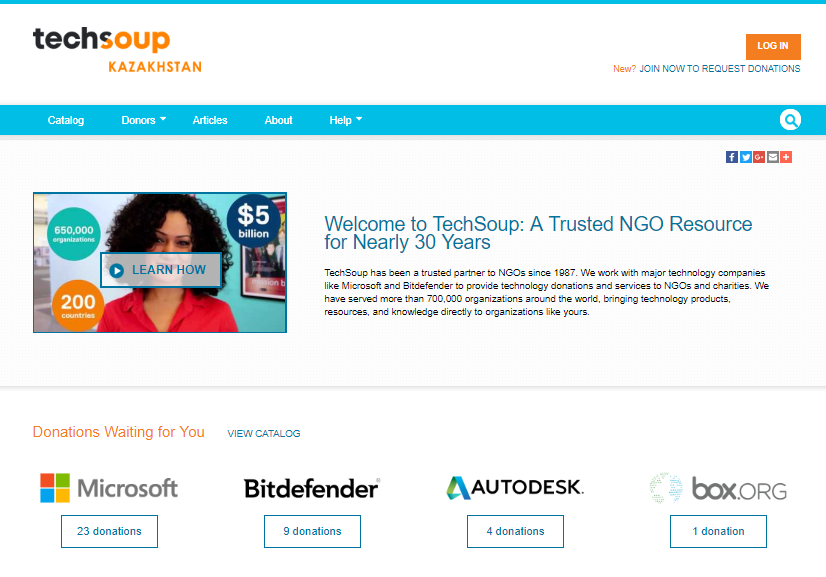 techsoup
KAZAKHSTAN
LOG IN
New? JOIN NOW TO REQUEST DONATIONS
Catalog Donors Articles About Help
650,000
organizations
$5
billion
LEARN HOW
200
countries
Welcome to TechSoup: A Trusted NGO Resource
for Nearly 30 Years
TechSoup has been a trusted partner to NGOs since 1987. We work with major technology companies
like Microsoft and Bitdefender to provide technology donations and services to NGOs and charities. We
have served more than 700,000 organizations around the world, bringing technology products,
resources, and knowledge directly to organizations like yours.
Donations Waiting for You VIEW CATALOG
Microsoft Bitdefender® AUTODESK. box.ORG
23 donations 9 donations 4 donations 1 donation